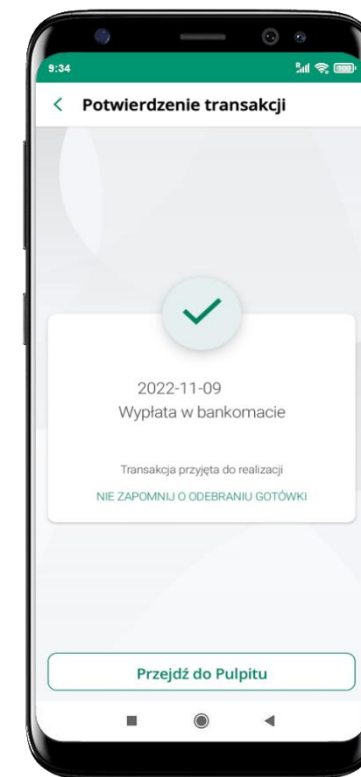 9:34
Potwierdzenie transakcji
2022-11-09
Wypłata w bankomacie
Transakcja przyjęta do realizacji
NIE ZAPOMNIJ O ODEBRANIU GOTÓWKI
Przejdź do Pulpitu